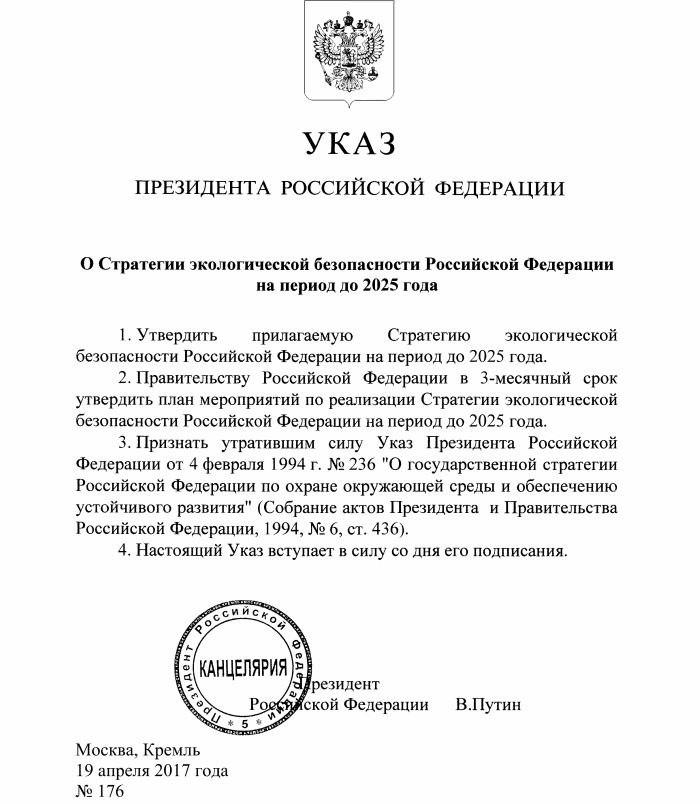 УКАЗ
ПРЕЗИДЕНТА РОССИЙСКОЙ ФЕДЕРАЦИИ
О Стратегии экологической безопасности Российской Федерации
на период до 2025 года
1. Утвердить прилагаемую Стратегию экологической
безопасности Российской Федерации на период до 2025 года.
2. Правительству Российской Федерации в 3-месячный срок
утвердить план мероприятий по реализации Стратегии экологической
безопасности Российской Федерации на период до 2025 года.
3. Признать утратившим силу Указ Президента Российской
Федерации от 4 февраля 1994 г. № 236 "О государственной стратегии
Российской Федерации по охране окружающей среды и обеспечению
устойчивого развития" (Собрание актов Президента и Правительства
Российской Федерации, 1994, № 6, ст. 436).
4. Настоящий Указ вступает в силу со дня его подписания.
Президент Российской Федерации
КАНЦЕЛЯРИЯ
* 5 *
Президент
Российской Федерации В.Путин
Москва, Кремль
19 апреля 2017 года
№ 176